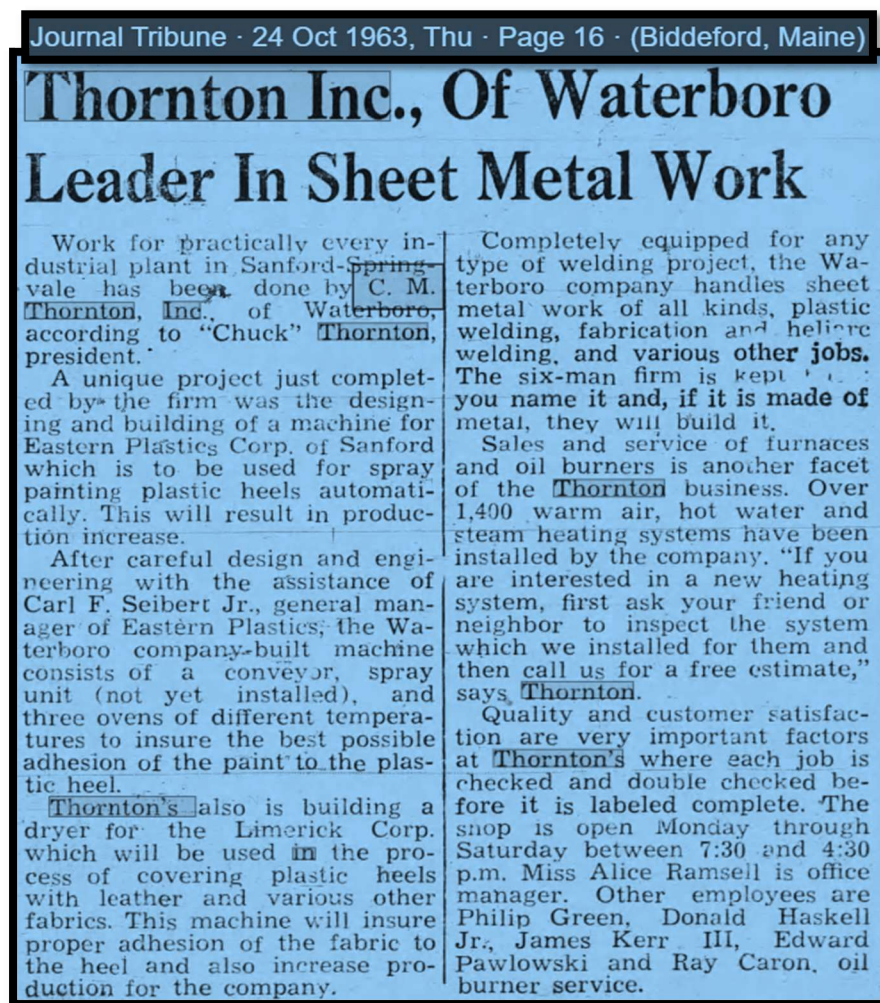 Journal Tribune · 24 Oct 1963, Thu · Page 16 · (Biddeford, Maine)
Thornton Inc., Of Waterboro
Leader In Sheet Metal Work
Work for practically every in-
dustrial plant in Sanford-Spring-
vale has been done by C. M.
Thornton, Inc., of Waterboro,
according to “Chuck” Thornton,
president.
A unique project just complet-
ed by the firm was the design-
ing and building of a machine for
Eastern Plastics Corp. of Sanford
which is to be used for spray
painting plastic heels automati-
cally. This will result in produc-
tion increase.
After careful design and engi-
neering with the assistance of
Carl F. Seibert Jr., general man-
ager of Eastern Plastics, the Wa-
terboro company-built machine
consists of a conveyor, spray
unit (not yet installed), and
three ovens of different tempera-
tures to insure the best possible
adhesion of the paint to the plas-
tic heel.
Thornton's also is building a
dryer for the Limerick Corp.
which will be used in the pro-
cess of covering plastic heels
with leather and various other
fabrics. This machine will insure
proper adhesion of the fabric to
the heel and also increase pro-
duction for the company.
Completely equipped for any
type of welding project, the Wa-
terboro company handles sheet
metal work of all kinds, plastic
welding, fabrication and
welding, and various other jobs.
The six-man firm is kept
you name it and, if it is made of
metal, they will build it.
Sales and service of furnaces
and oil burners is another facet
of the Thornton business. Over
1,400 warm air, hot water and
steam heating systems have been
installed by the company. “If you
are interested in a new heating
system, first ask your friend or
neighbor to inspect the system
which we installed for them and
then call us for a free estimate,”
says Thornton.
Quality and customer satisfac-
tion are very important factors
at Thornton's where each job is
checked and double checked be-
fore it is labeled complete. The
shop is open Monday through
Saturday between 7:30 and 4:30
p.m. Miss Alice Ramsell is office
manager. Other employees are
Philip Green, Donald Haskell
Jr., James Kerr III, Edward
Pawlowski and Ray Caron, oil
burner service.